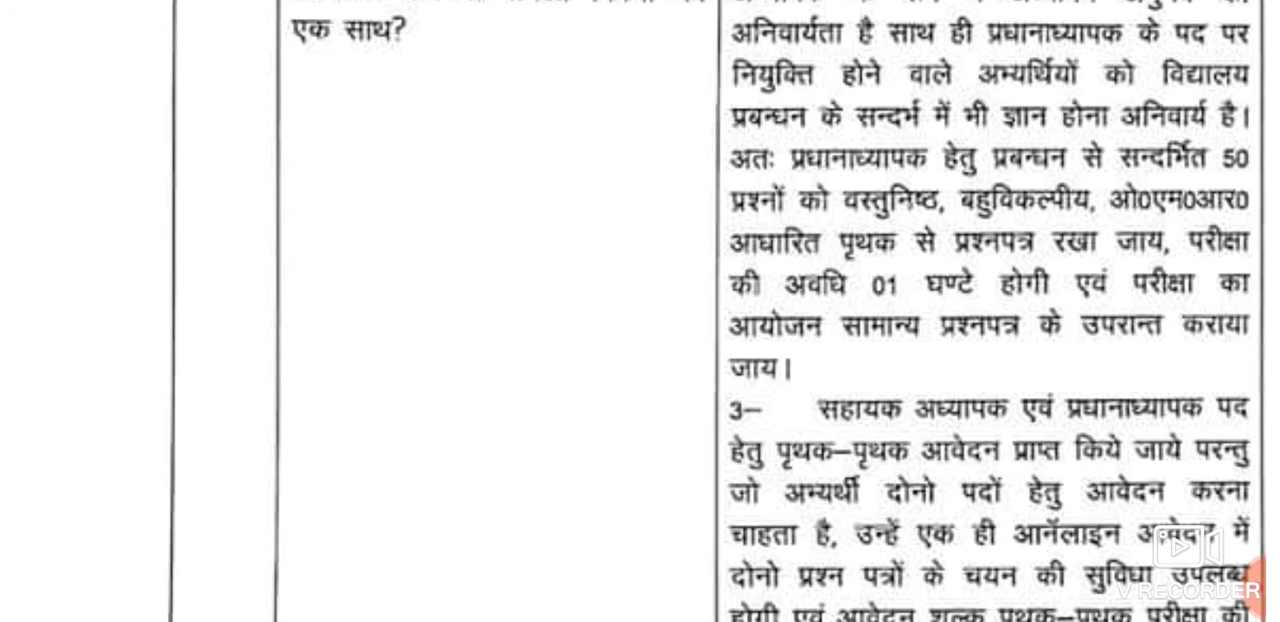 एक साथ?
अनिवार्यता है साथ ही प्रधानाध्यापक के पद पर
नियुक्ति होने वाले अभ्यर्थियों को विद्यालय
प्रबन्धन के सन्दर्भ में भी ज्ञान होना अनिवार्य है।
अतः प्रधानाध्यापक हेतु प्रबन्धन से सन्दर्भित 50
प्रश्नों को वस्तुनिष्ठ, बहुविकल्पीय, ओ0एम0आर0
आधारित पृथक से प्रश्नपत्र रखा जाय, परीक्षा
की अवधि 01 घण्टे होगी एवं परीक्षा का
आयोजन सामान्य प्रश्नपत्र के उपरान्त कराया
जाय।
3– सहायक अध्यापक एवं प्रधानाध्यापक पद
हेतु पृथक–पृथक आवेदन प्राप्त किये जाये परन्तु
जो अभ्यर्थी दोनो पदों हेतु आवेदन करना
चाहता है, उन्हें एक ही आनॅलाइन आवेदन में
दोनो प्रश्न पत्रों के चयन की सुविधा उपलब्ध
होगी एवं आवेदन शुल्क पृथक–पृथक परीक्षा की
V RECORDER